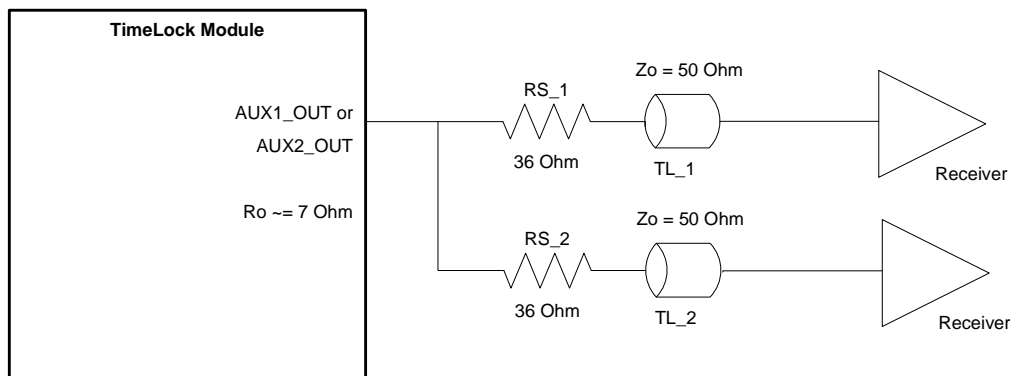 TimeLock Module
AUX1_OUT or
AUX2_OUT
Ro ~= 7 Ohm
RS_1
36 Ohm
Zo = 50 Ohm
TL_1
Receiver
RS_2
36 Ohm
Zo = 50 Ohm
TL_2
Receiver